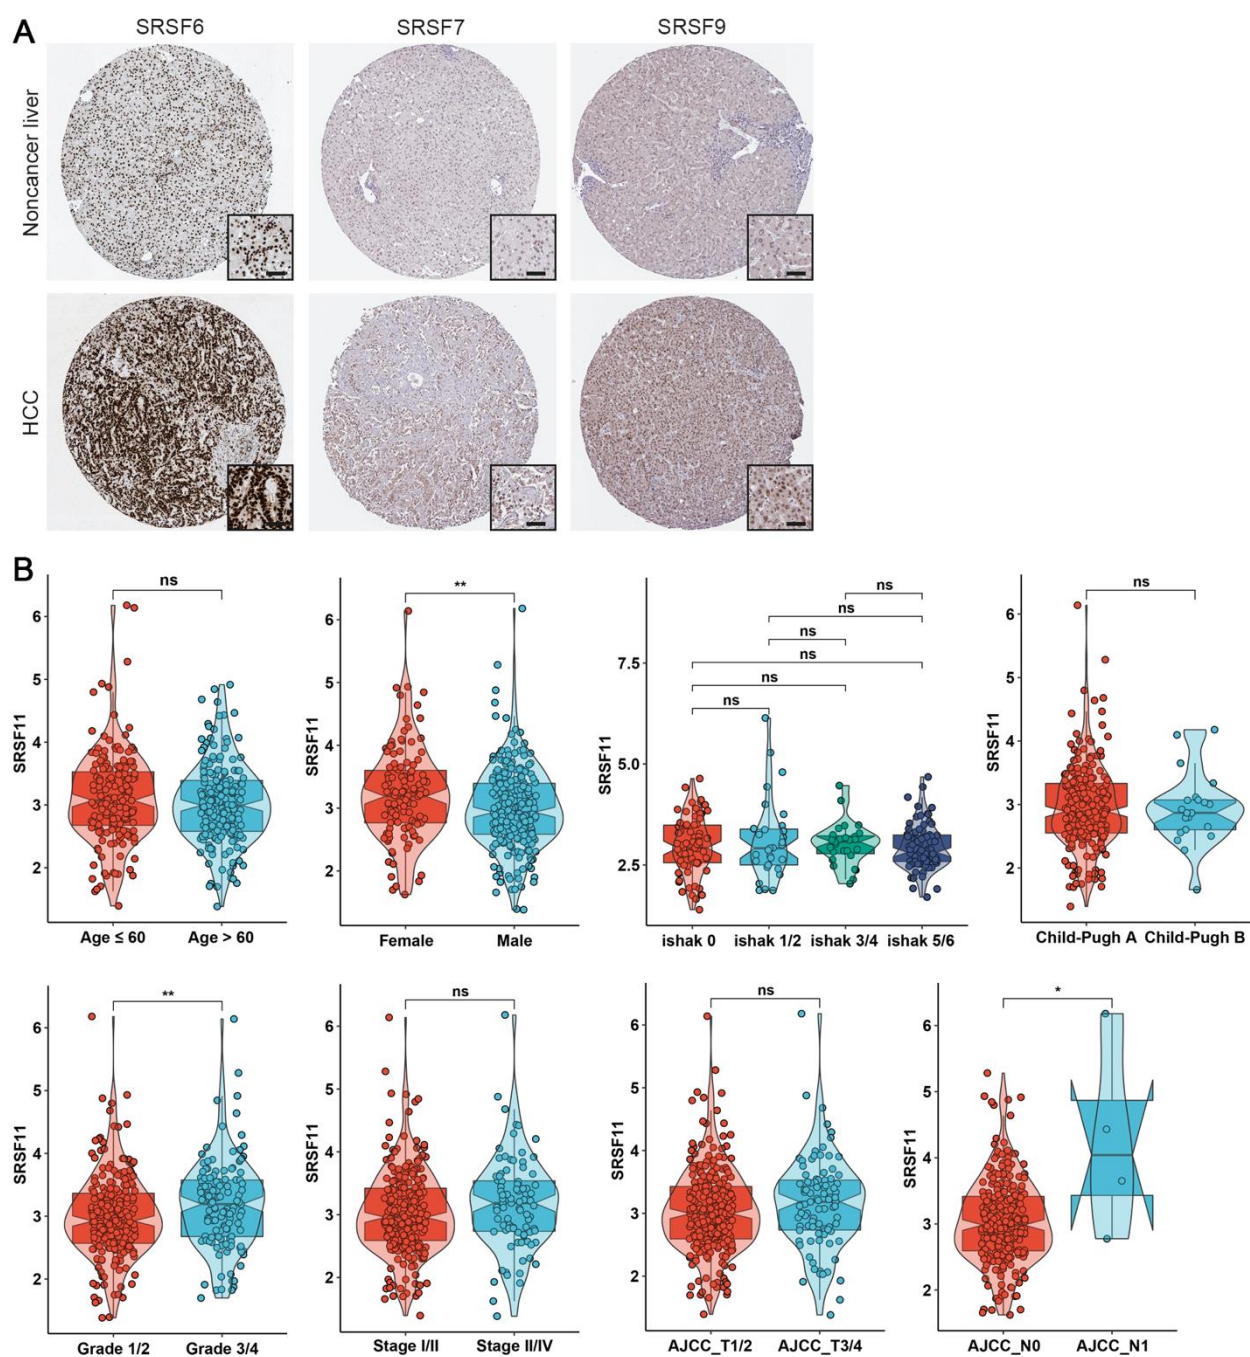 A
SRSF6 SRSF7 SRSF9
Noncancer liver
HCC
B
ns
SRSF11
6
5
4
3
2
Age ≤ 60 Age > 60
**
SRSF11
6
5
4
3
2
Female Male
ns
ns
ns
ns
ns
ns
SRSF11
7.5
5.0
2.5
ishak 0 ishak 1/2 ishak 3/4 ishak 5/6
ns
SRSF11
6
5
4
3
2
Child-Pugh A Child-Pugh B
**
SRSF11
6
5
4
3
2
Grade 1/2 Grade 3/4
ns
SRSF11
6
5
4
3
2
Stage I/II Stage II/IV
ns
SRSF11
6
5
4
3
2
AJCC_T1/2 AJCC_T3/4
*
SRSF11
6
5
4
3
2
AJCC_N0 AJCC_N1